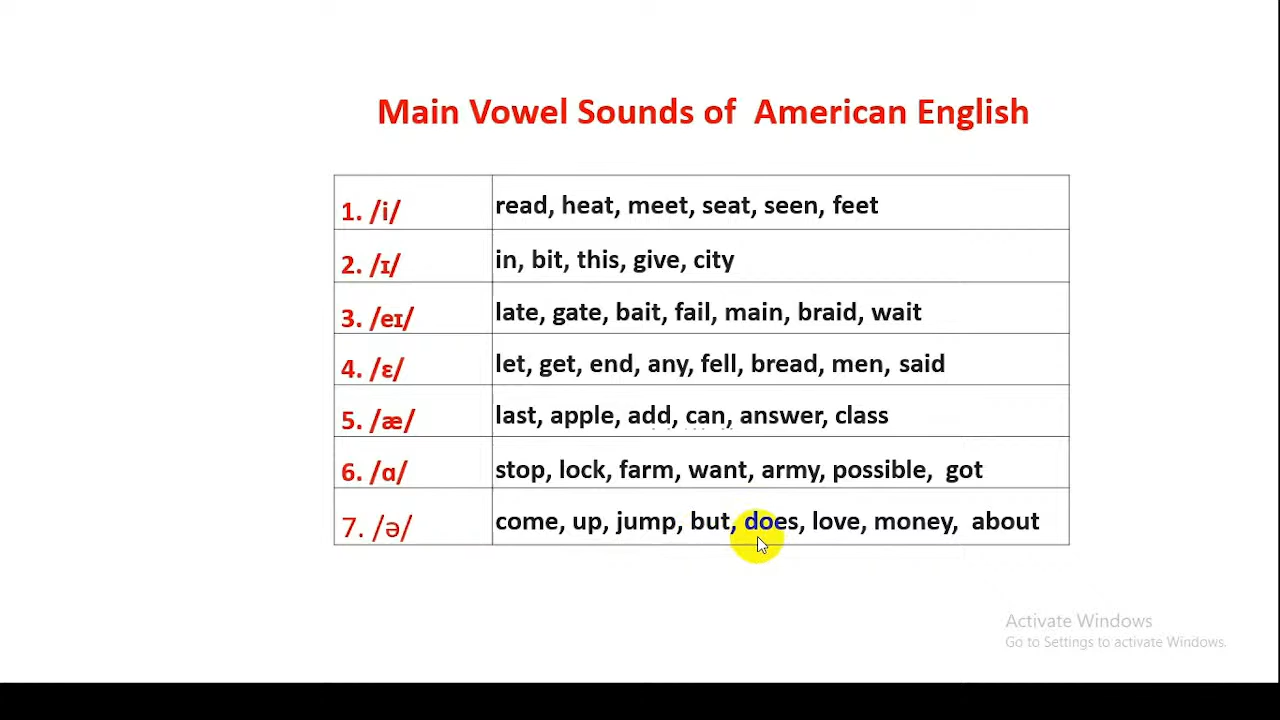 Main Vowel Sounds of American English
1. /i/ read, heat, meet, seat, seen, feet
2. /ɪ/ in, bit, this, give, city
3. /eɪ/ late, gate, bait, fail, main, braid, wait
4. /ɛ/ let, get, end, any, fell, bread, men, said
5. /æ/ last, apple, add, can, answer, class
6. /ɑ/ stop, lock, farm, want, army, possible, got
7. /ə/ come, up, jump, but, does, love, money, about
Activate Windows
Go to Settings to activate Windows.